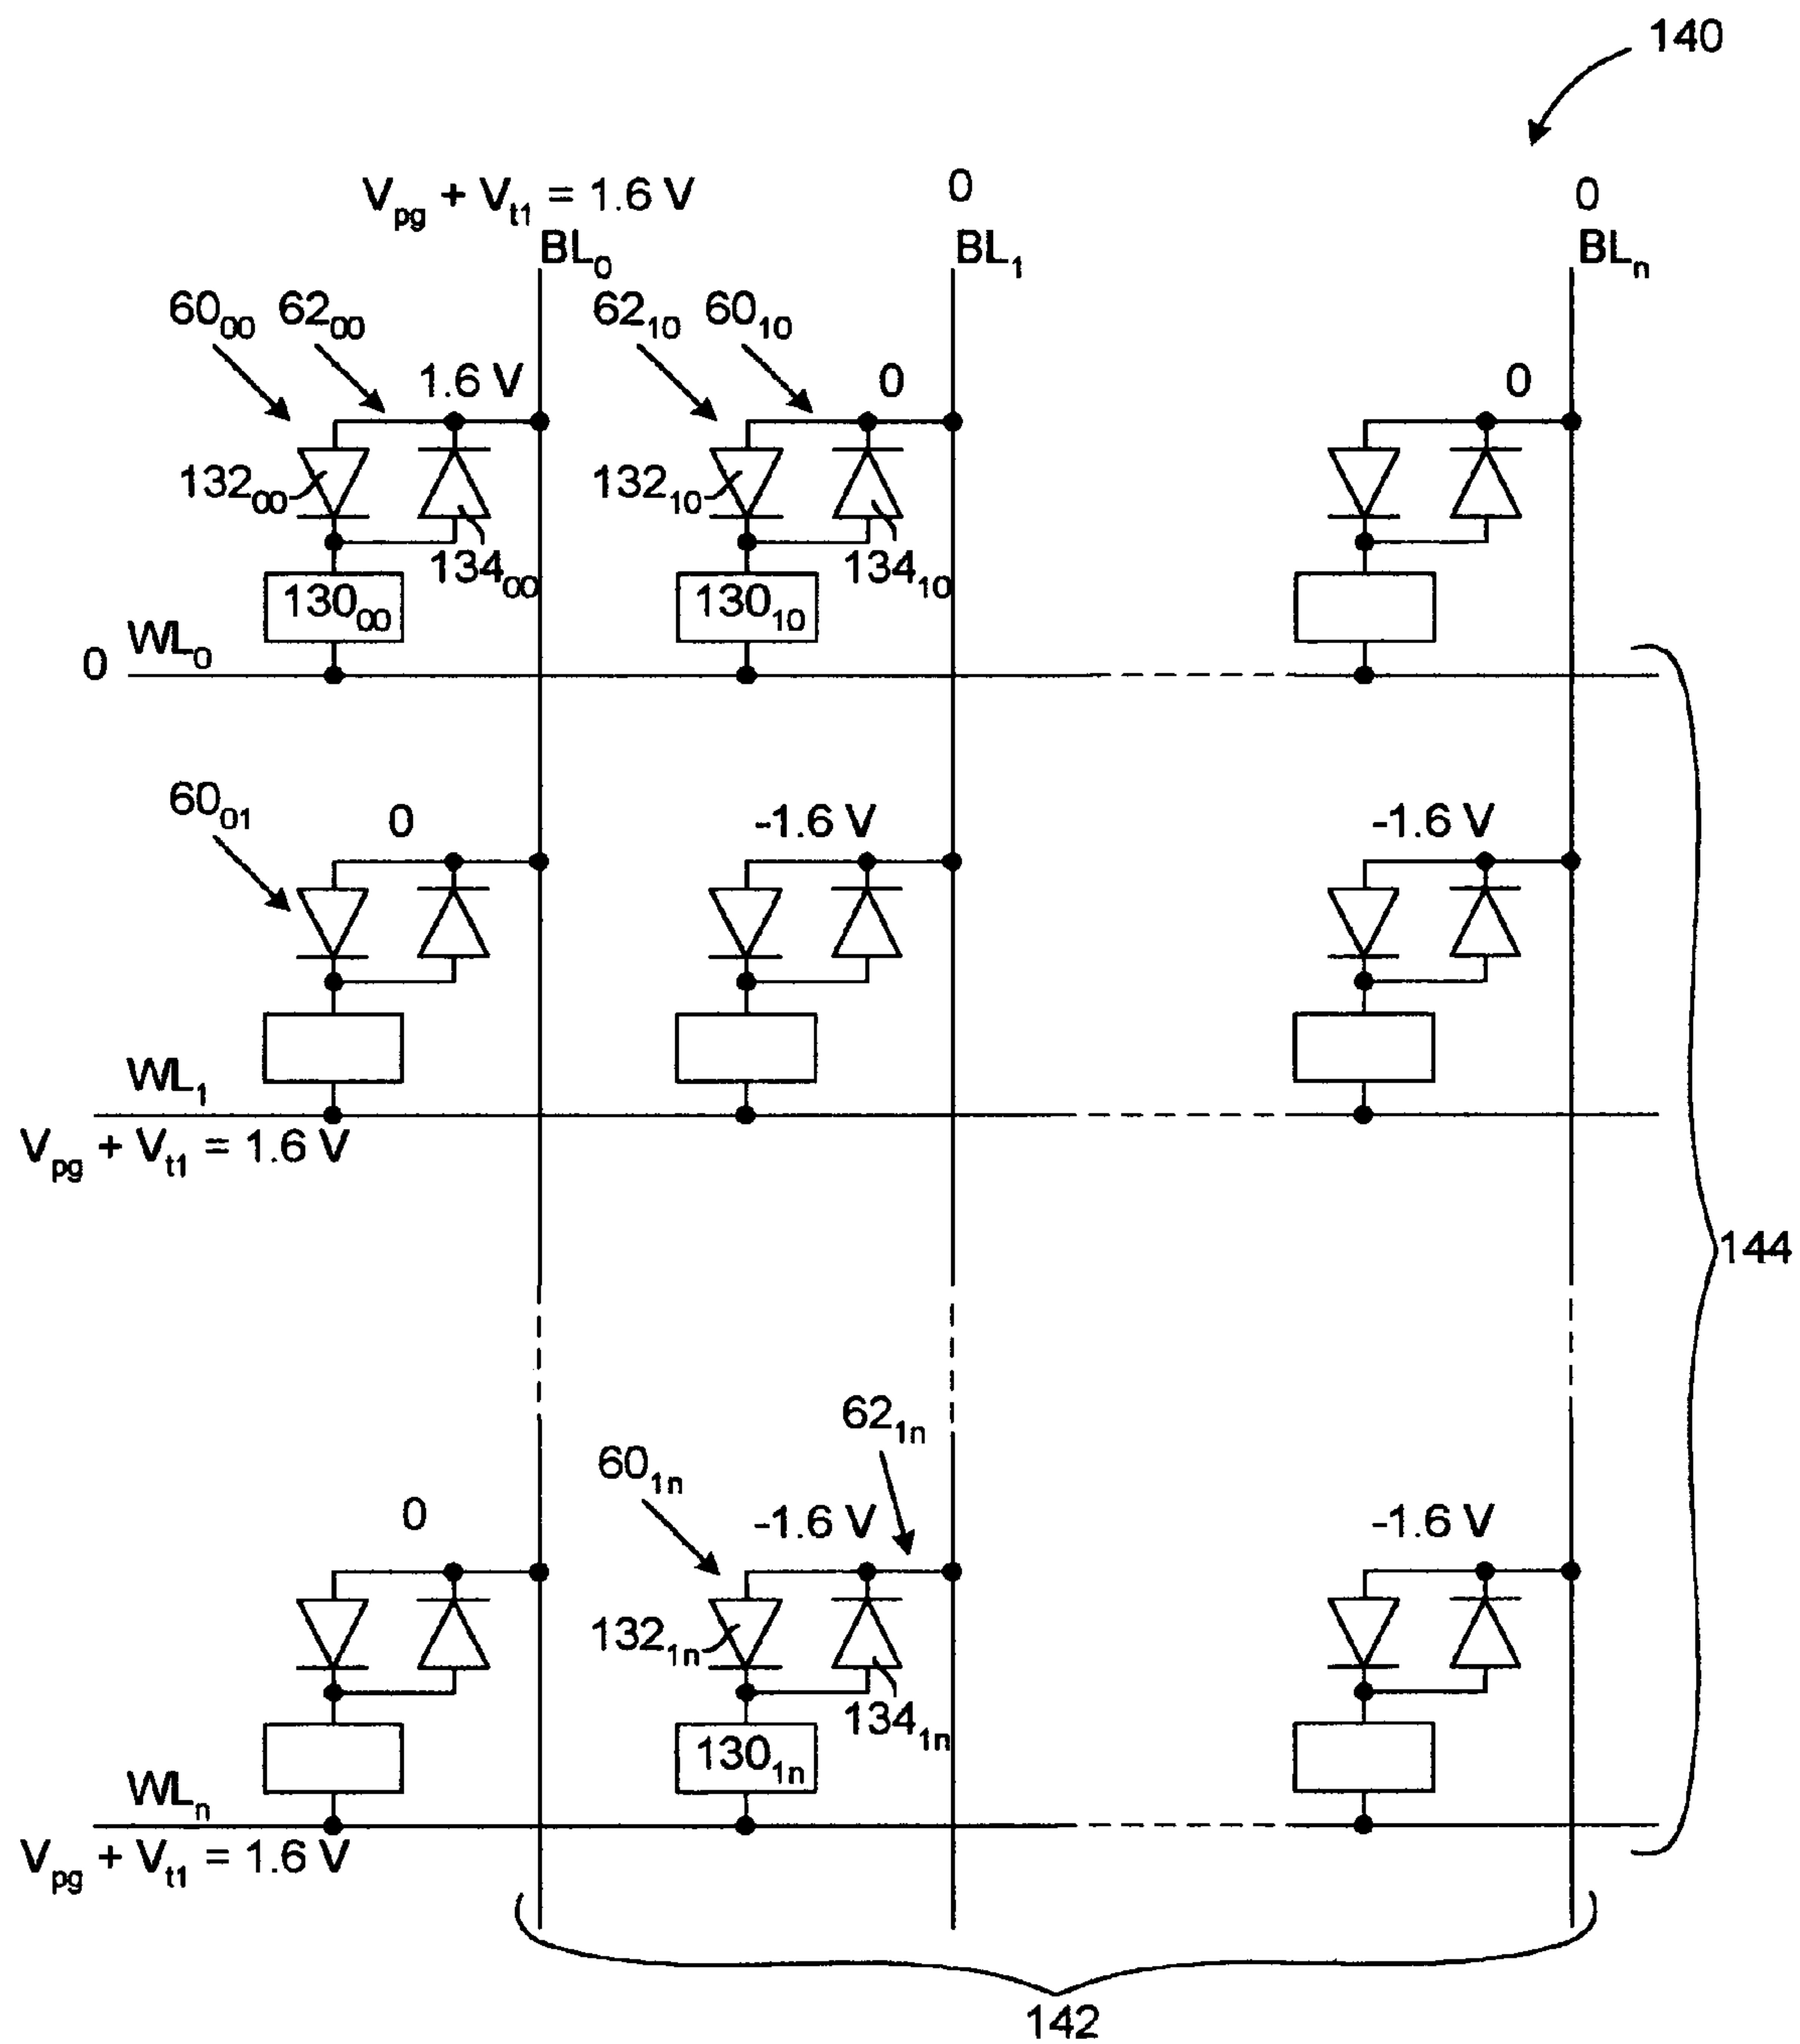 140
V_pg + V_t1 = 1.6 V
0
0
BL_0
BL_1
BL_n
60_00
62_00
62_10
60_10
1.6 V
0
0
132_00
132_10
134_00
134_10
130_00
130_10
WL_0
0
60_01
0
-1.6 V
-1.6 V
WL_1
V_pg + V_t1 = 1.6 V
144
62_1n
60_1n
0
-1.6 V
-1.6 V
132_1n
134_1n
130_1n
WL_n
V_pg + V_t1 = 1.6 V
142